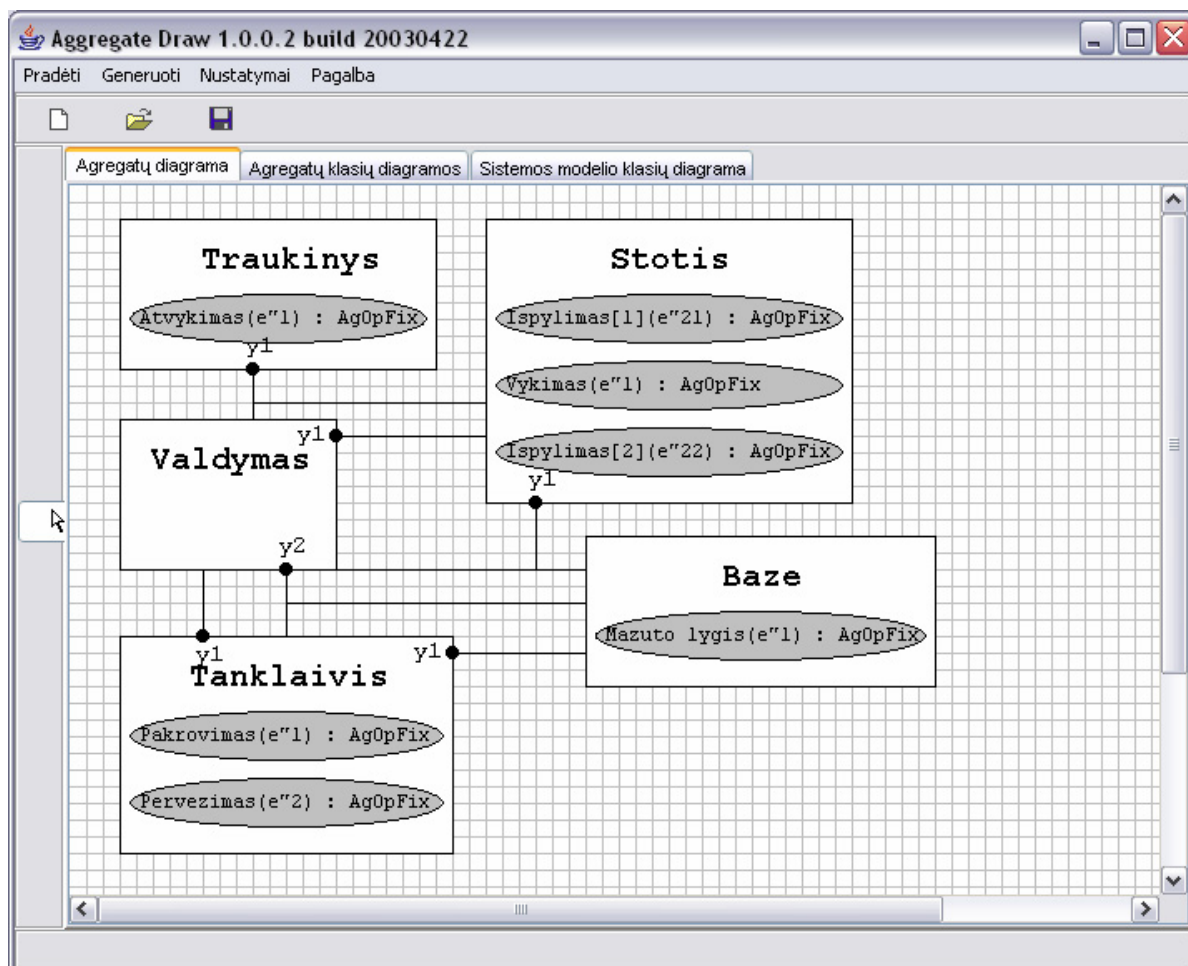 Aggregate Draw 1.0.0.2 build 20030422
Pradėti Generuoti Nustatymai Pagalba
Agregatų diagrama Agregatų klasių diagramos Sistemos modelio klasių diagrama
Traukinys
Atvykimas(e"1) : AgOpFix
y1
Stotis
Ispylimas[1](e"21) : AgOpFix
Vykimas(e"1) : AgOpFix
Ispylimas[2](e"22) : AgOpFix
y1
Valdymas
y1
y2
Baze
Mazuto lygis(e"1) : AgOpFix
Tanklaivis
y1
y1
Pakrovimas(e"1) : AgOpFix
Pervezimas(e"2) : AgOpFix